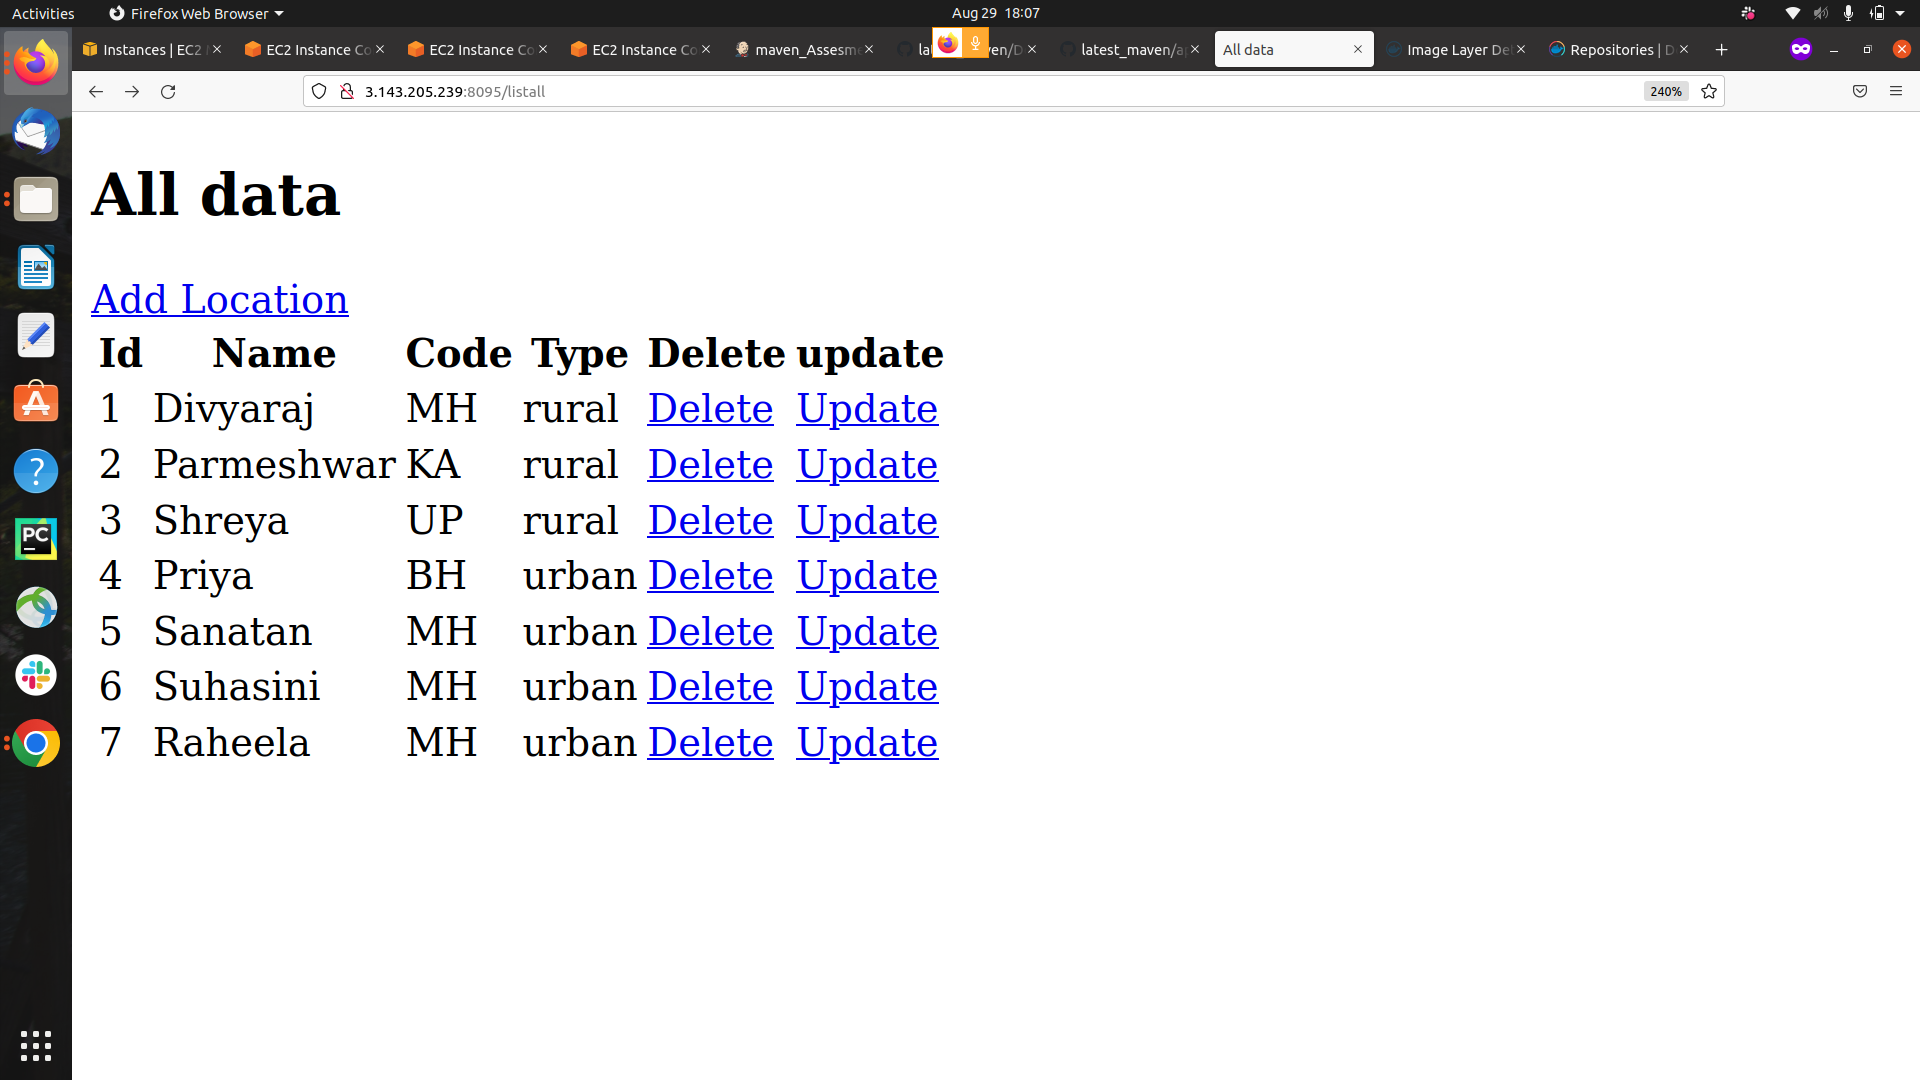 Activities Firefox Web Browser Aug 29 18:07
Instances | EC2 EC2 Instance Co EC2 Instance Co EC2 Instance Co maven_Assesme latest_maven/a All data Image Layer De Repositories | D
3.143.205.239:8095/listall 240%
All data
Add Location
Id Name Code Type Delete update
1 Divyaraj MH rural Delete Update
2 Parmeshwar KA rural Delete Update
3 Shreya UP rural Delete Update
4 Priya BH urban Delete Update
5 Sanatan MH urban Delete Update
6 Suhasini MH urban Delete Update
7 Raheela MH urban Delete Update
PC